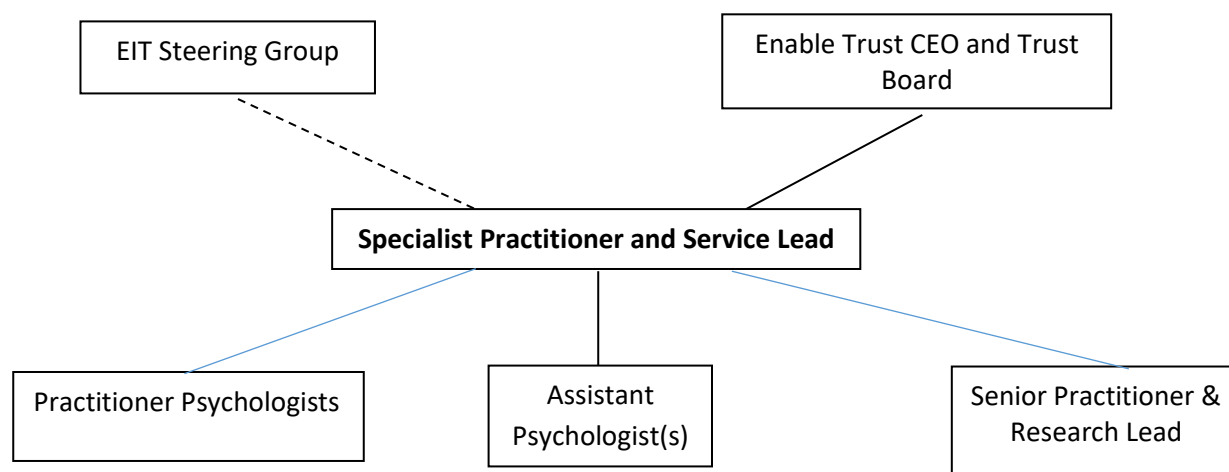 EIT Steering Group
Enable Trust CEO and Trust
Board
Specialist Practitioner and Service Lead
Practitioner Psychologists
Assistant
Psychologist(s)
Senior Practitioner &
Research Lead